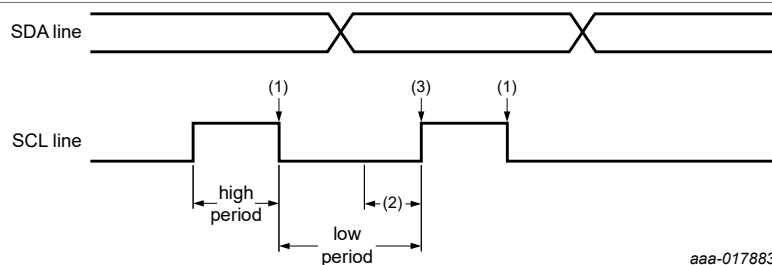 SDA line
(1)
(3)
(1)
SCL line
high
period
(2)
low
period
aaa-017883